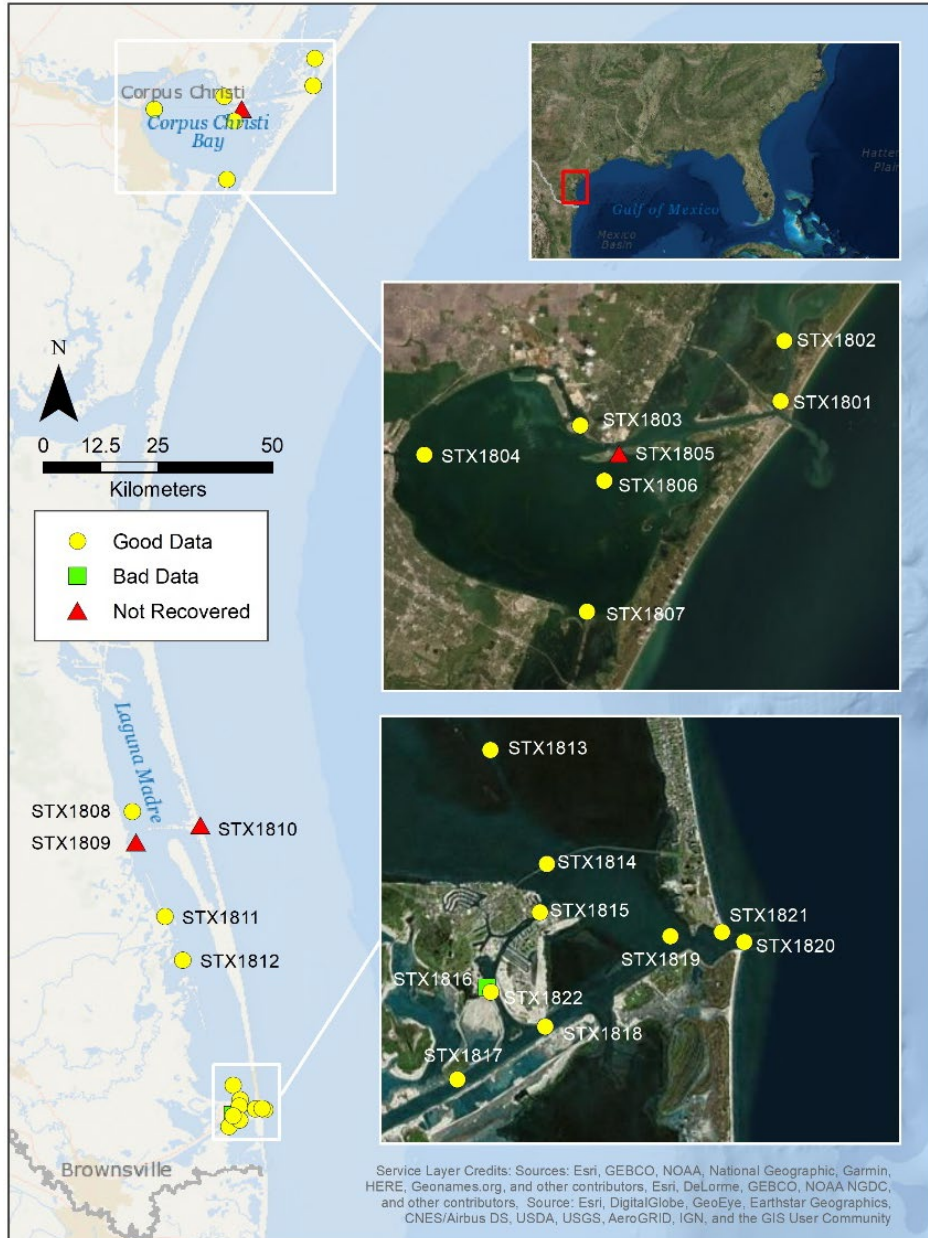 Corpus Christi
Corpus Christi
Bay
Hatter
Plain
Gulf of Mexico
Mexico
Basin
N
0 12.5 25 50
Kilometers
Good Data
Bad Data
Not Recovered
STX1802
STX1801
STX1803
STX1804
STX1805
STX1806
STX1807
Laguna Madre
STX1808
STX1809
STX1810
STX1811
STX1812
STX1813
STX1814
STX1815
STX1821
STX1820
STX1819
STX1816
STX1822
STX1818
STX1817
Brownsville
Service Layer Credits: Sources: Esri, GEBCO, NOAA, National Geographic, Garmin,
HERE, Geonames.org, and other contributors, Esri, DeLorme, GEBCO, NOAA NGDC,
and other contributors, Source: Esri, DigitalGlobe, GeoEye, Earthstar Geographics,
CNES/Airbus DS, USDA, USGS, AeroGRID, IGN, and the GIS User Community